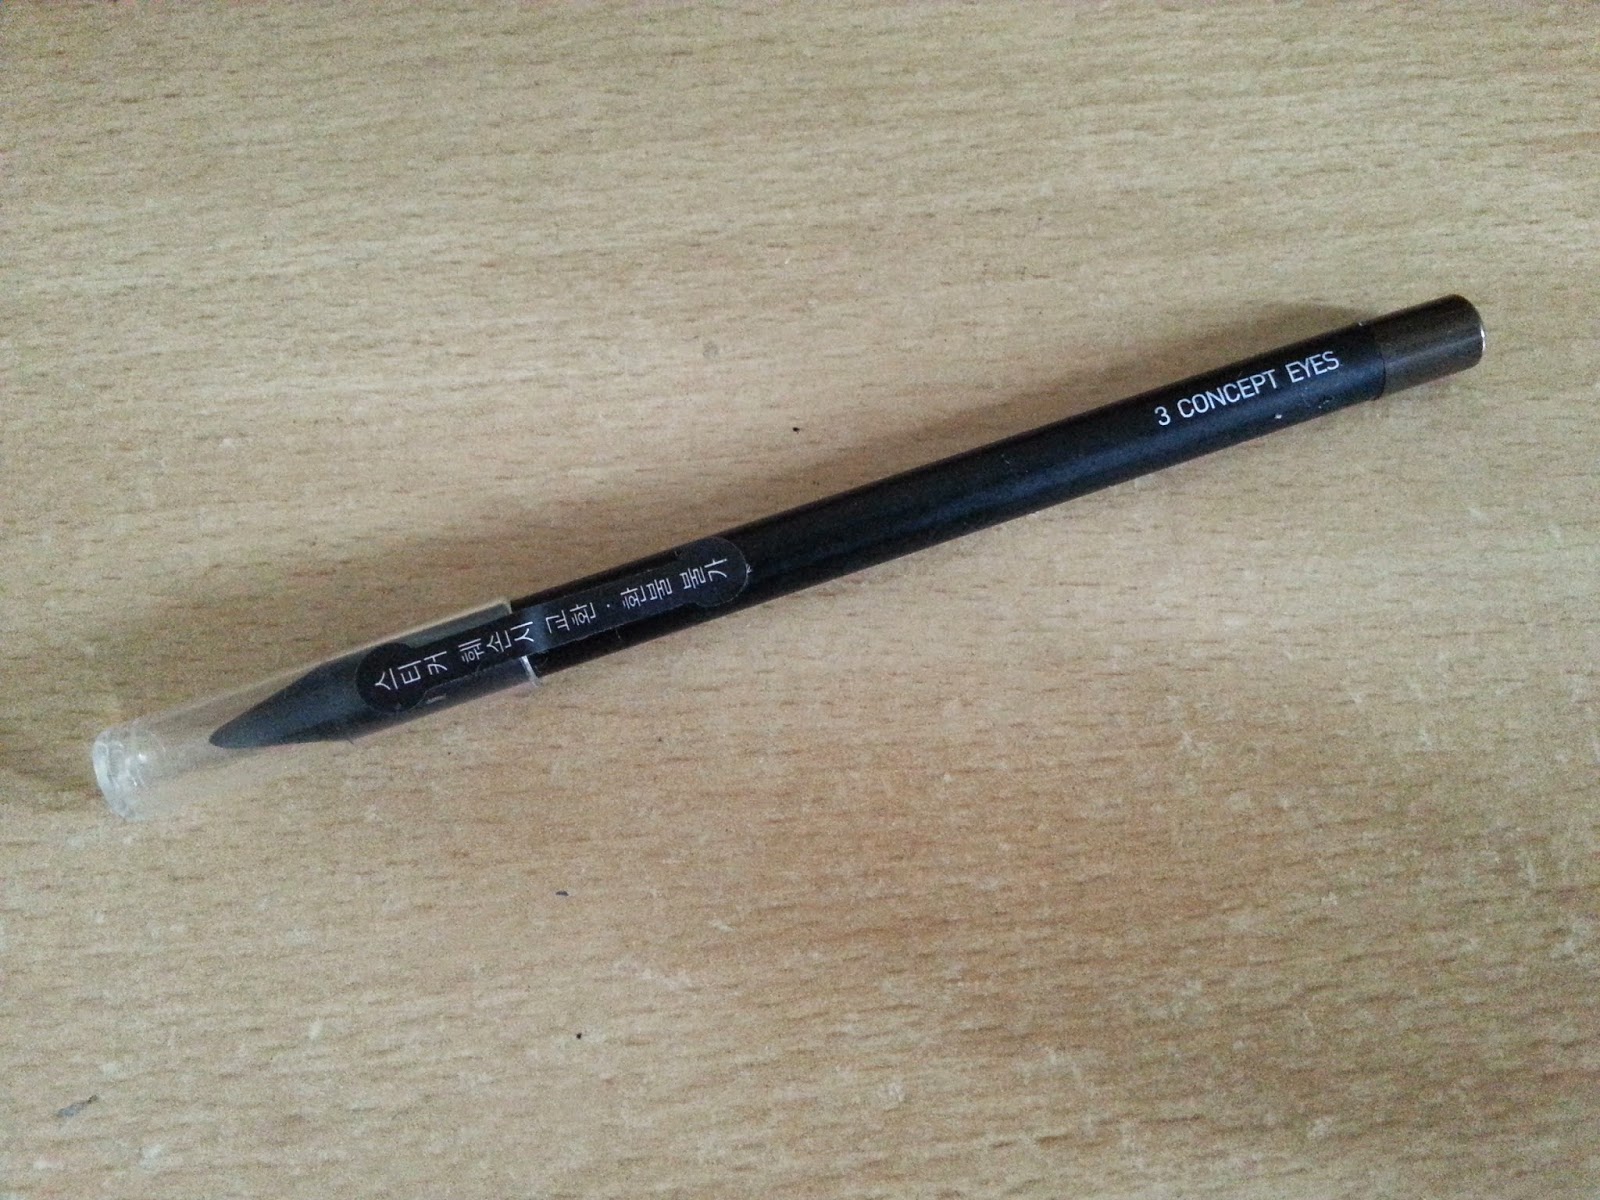 3 CONCEPT EYES
스티커 훼손시 교환 · 환불 불가